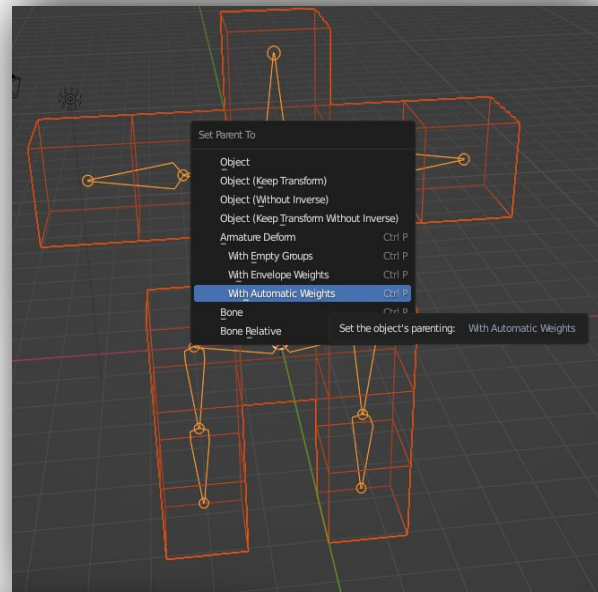 Set Parent To
Object
Object (Keep Transform)
Object (Without Inverse)
Object (Keep Transform Without Inverse)
Armature Deform Ctrl P
With Empty Groups Ctrl P
With Envelope Weights Ctrl P
With Automatic Weights Ctrl P
Bone Ctrl P
Bone Relative
Set the object's parenting: With Automatic Weights